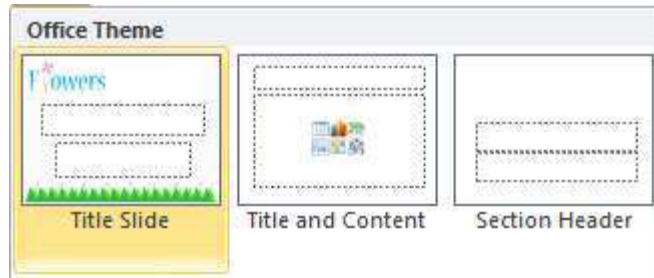 Office Theme
Flowers
Title Slide
Title and Content
Section Header